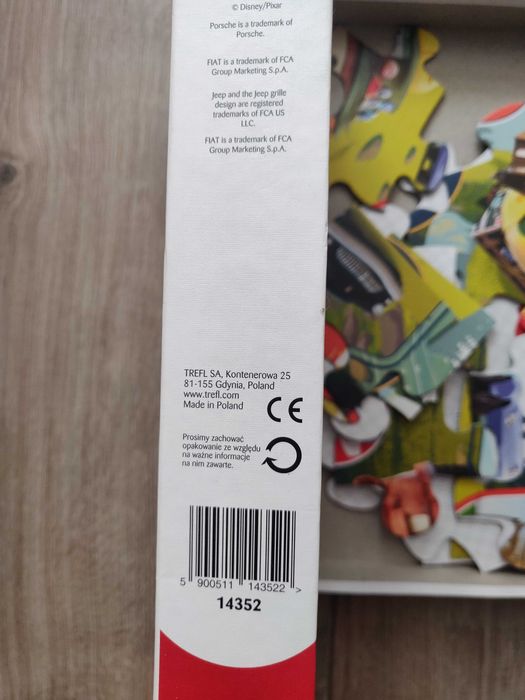 © Disney/Pixar
Porsche is a trademark of
Porsche.
FIAT is a trademark of FCA
Group Marketing S.p.A.
Jeep and the Jeep grille
design are registered
trademarks of FCA US
LLC.
FIAT is a trademark of FCA
Group Marketing S.p.A.
TREFL SA, Kontenerowa 25
81-155 Gdynia, Poland
www.trefl.com
Made in Poland
CE
Prosimy zachować
opakowanie ze względu
na ważne informacje
na nim zawarte.
5 900511 143522 >
14352